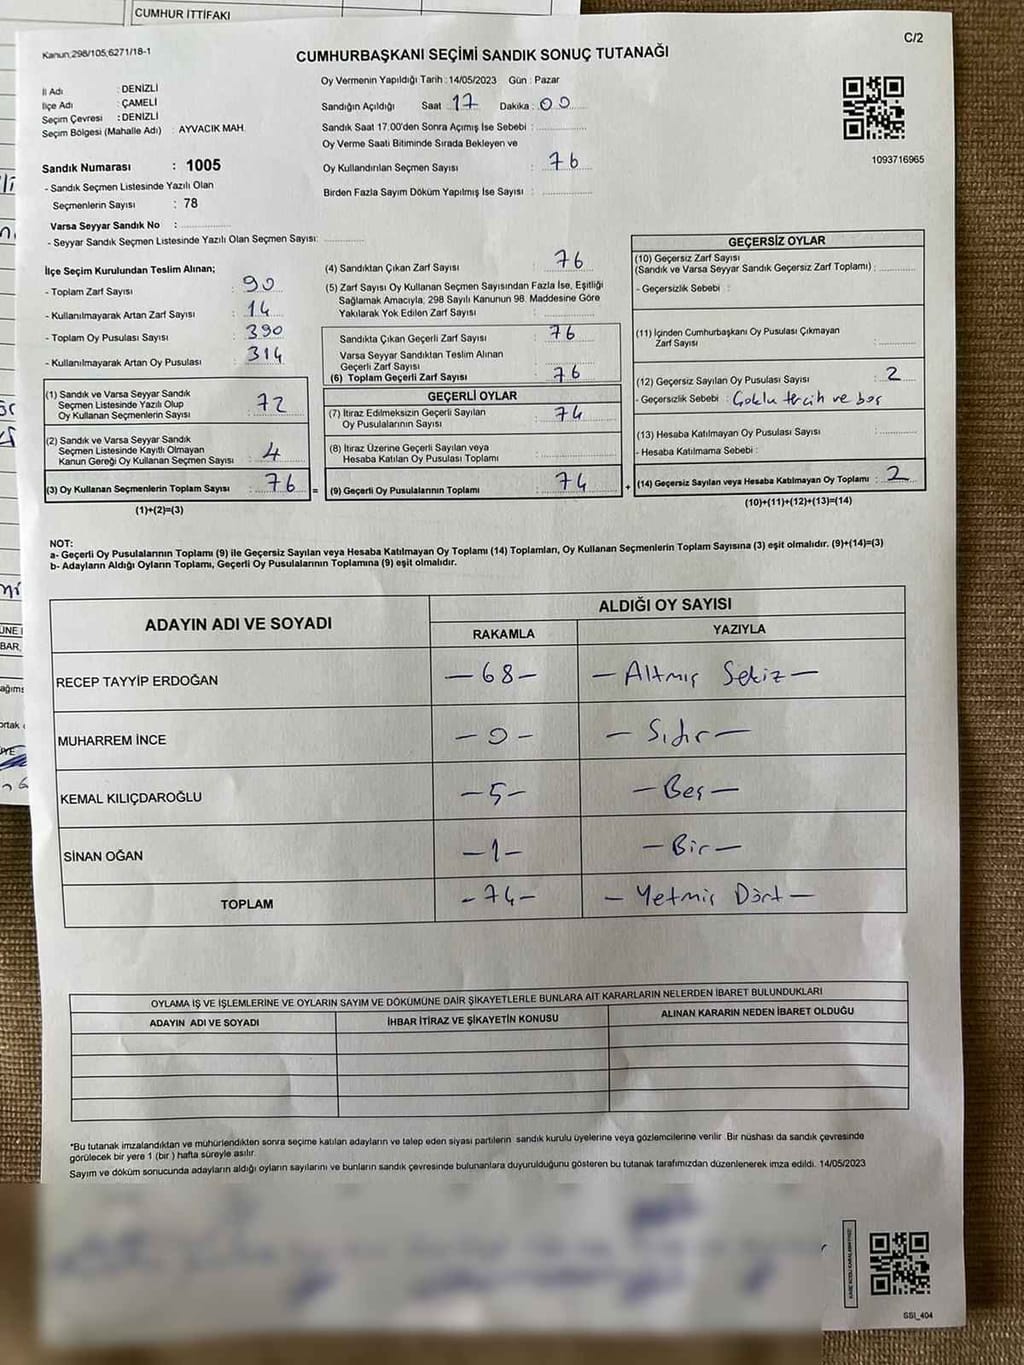 CUMHUR İTTİFAKI
Kanun:298/105,6271/18-1
C/2
CUMHURBAŞKANI SEÇİMİ SANDIK SONUÇ TUTANAĞI
İl Adı : DENİZLİ
İlçe Adı : ÇAMELİ
Seçim Çevresi : DENİZLİ
Seçim Bölgesi (Mahalle Adı) : AYVACIK MAH.
Sandık Numarası : 1005
- Sandık Seçmen Listesinde Yazılı Olan
Seçmenlerin Sayısı : 78
Varsa Seyyar Sandık No :
- Seyyar Sandık Seçmen Listesinde Yazılı Olan Seçmen Sayısı:
Oy Vermenin Yapıldığı Tarih : 14/05/2023 Gün : Pazar
Sandığın Açıldığı Saat : 17 Dakika : 00
Sandık Saat 17:00'den Sonra Açımış İse Sebebi :
Oy Verme Saati Bitiminde Sırada Bekleyen ve
Oy Kullandırılan Seçmen Sayısı : 76
Birden Fazla Sayım Döküm Yapılmış İse Sayısı :
1093716965
İlçe Seçim Kurulundan Teslim Alınan;
- Toplam Zarf Sayısı : 90
- Kullanılmayarak Artan Zarf Sayısı : 14
- Toplam Oy Pusulası Sayısı : 390
- Kullanılmayarak Artan Oy Pusulası : 314
(1) Sandık ve Varsa Seyyar Sandık
Seçmen Listesinde Yazılı Olup
Oy Kullanan Seçmenlerin Sayısı : 72
(2) Sandık ve Varsa Seyyar Sandık
Seçmen Listesinde Kayıtlı Olmayan
Kanun Gereği Oy Kullanan Seçmen Sayısı : 4
(3) Oy Kullanan Seçmenlerin Toplam Sayısı : 76 =
(1)+(2)=(3)
(4) Sandıktan Çıkan Zarf Sayısı : 76
(5) Zarf Sayısı Oy Kullanan Seçmen Sayısından Fazla İse, Eşitliği
Sağlamak Amacıyla, 298 Sayılı Kanunun 98. Maddesine Göre
Yakılarak Yok Edilen Zarf Sayısı :
Sandıkta Çıkan Geçerli Zarf Sayısı : 76
Varsa Seyyar Sandıktan Teslim Alınan
Geçerli Zarf Sayısı :
(6) Toplam Geçerli Zarf Sayısı : 76
GEÇERLİ OYLAR
(7) İtiraz Edilmeksizin Geçerli Sayılan
Oy Pusulalarının Sayısı : 74
(8) İtiraz Üzerine Geçerli Sayılan veya
Hesaba Katılan Oy Pusulası Toplamı :
(9) Geçerli Oy Pusulalarının Toplamı : 74 +
GEÇERSİZ OYLAR
(10) Geçersiz Zarf Sayısı
(Sandık ve Varsa Seyyar Sandık Geçersiz Zarf Toplamı) :
- Geçersizlik Sebebi :
(11) İçinden Cumhurbaşkanı Oy Pusulası Çıkmayan
Zarf Sayısı :
(12) Geçersiz Sayılan Oy Pusulası Sayısı : 2
- Geçersizlik Sebebi : Çoklu tercih ve boş
(13) Hesaba Katılmayan Oy Pusulası Sayısı :
- Hesaba Katılmama Sebebi :
(14) Geçersiz Sayılan veya Hesaba Katılmayan Oy Toplamı : 2
(10)+(11)+(12)+(13)=(14)
NOT:
a- Geçerli Oy Pusulalarının Toplamı (9) ile Geçersiz Sayılan veya Hesaba Katılmayan Oy Toplamı (14) Toplamları, Oy Kullanan Seçmenlerin Toplam Sayısına (3) eşit olmalıdır. (9)+(14)=(3)
b- Adayların Aldığı Oyların Toplamı, Geçerli Oy Pusulalarının Toplamına (9) eşit olmalıdır.
ADAYIN ADI VE SOYADI ALDIĞI OY SAYISI
RAKAMLA YAZIYLA
RECEP TAYYİP ERDOĞAN — 68 — — Altmış Sekiz —
MUHARREM İNCE — 0 — — Sıfır —
KEMAL KILIÇDAROĞLU — 5 — — Beş —
SİNAN OĞAN — 1 — — Bir —
TOPLAM — 74 — — Yetmiş Dört —
OYLAMA İŞ VE İŞLEMLERİNE VE OYLARIN SAYIM VE DÖKÜMÜNE DAİR ŞİKAYETLERLE BUNLARA AİT KARARLARIN NELERDEN İBARET BULUNDUKLARI
ADAYIN ADI VE SOYADI İHBAR İTİRAZ VE ŞİKAYETİN KONUSU ALINAN KARARIN NEDEN İBARET OLDUĞU
*Bu tutanak imzalandıktan ve mühürlendikten sonra seçime katılan adayların ve talep eden siyasi partilerin sandık kurulu üyelerine veya gözlemcilerine verilir. Bir nüshası da sandık çevresinde
görülecek bir yere 1 (bir ) hafta süreyle asılır.
Sayım ve döküm sonucunda adayların aldığı oyların sayılarını ve bunların sandık çevresinde bulunanlara duyurulduğunu gösteren bu tutanak tarafımızdan düzenlenerek imza edildi. 14/05/2023
SSI_404